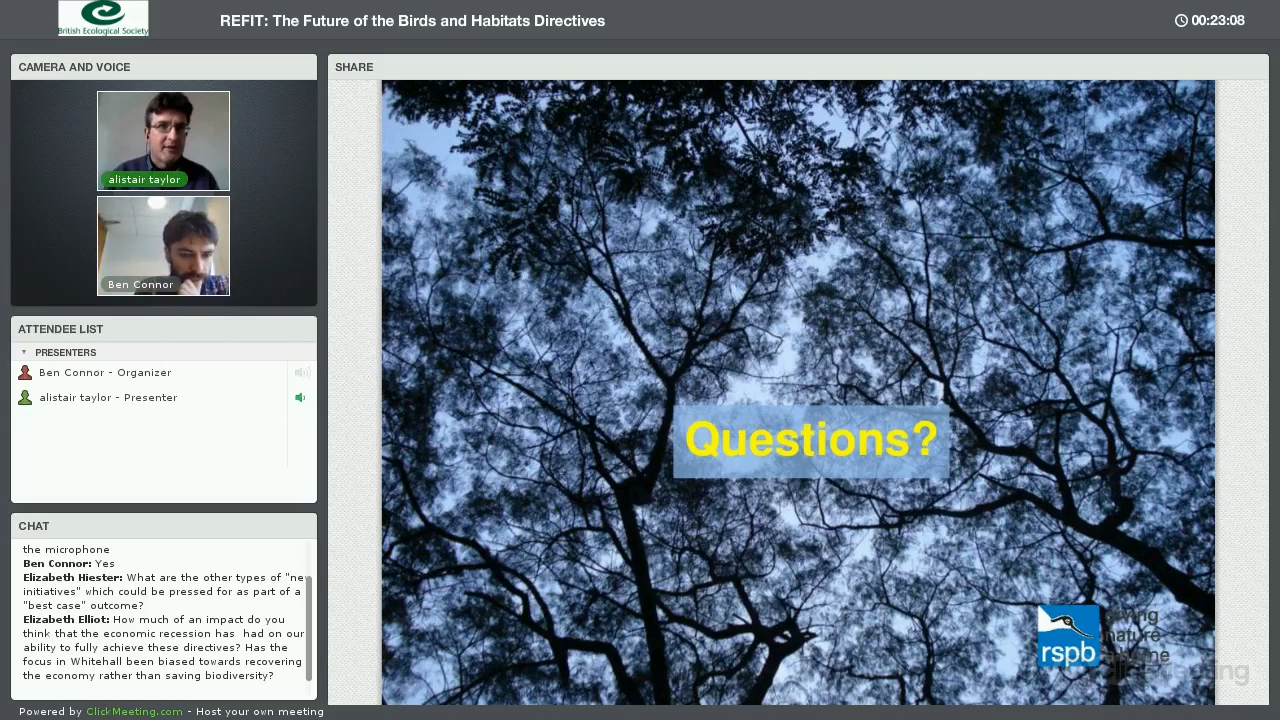 British Ecological Society
REFIT: The Future of the Birds and Habitats Directives
00:23:08
CAMERA AND VOICE
alistair taylor
Ben Connor
ATTENDEE LIST
PRESENTERS
Ben Connor - Organizer
alistair taylor - Presenter
CHAT
the microphone
Ben Connor: Yes
Elizabeth Hiester: What are the other types of "new
initiatives" which could be pressed for as part of a
"best case" outcome?
Elizabeth Elliot: How much of an impact do you
think that the economic recession has had on our
ability to fully achieve these directives? Has the
focus in Whitehall been biased towards recovering
the economy rather than saving biodiversity?
Powered by ClickMeeting.com - Host your own meeting
SHARE
Questions?
rspb
nature